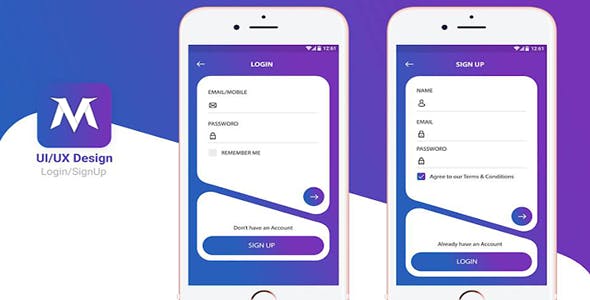 M
UI/UX Design
Login/SignUp
12:61
LOGIN
EMAIL/MOBILE
PASSWORD
REMEMBER ME
Don't have an Account
SIGN UP
12:61
SIGN UP
NAME
EMAIL
PASSWORD
Agree to our Terms & Conditions
Already have an Account
LOGIN